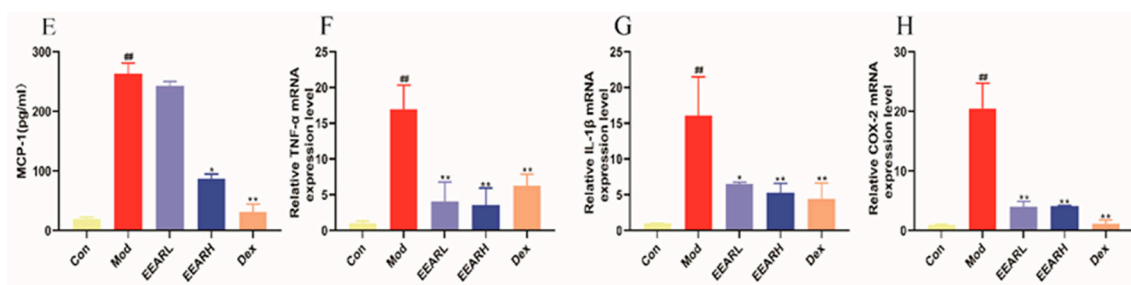 E
MCP-1(pg/ml)
300
200
100
0
##
*
**
Con
Mod
EEARL
EEARH
Dex
F
Relative TNF-α mRNA
expression level
25
20
15
10
5
0
##
**
**
**
Con
Mod
EEARL
EEARH
Dex
G
Relative IL-1β mRNA
expression level
25
20
15
10
5
0
##
*
**
**
Con
Mod
EEARL
EEARH
Dex
H
Relative COX-2 mRNA
expression level
30
20
10
0
##
**
**
**
Con
Mod
EEARL
EEARH
Dex